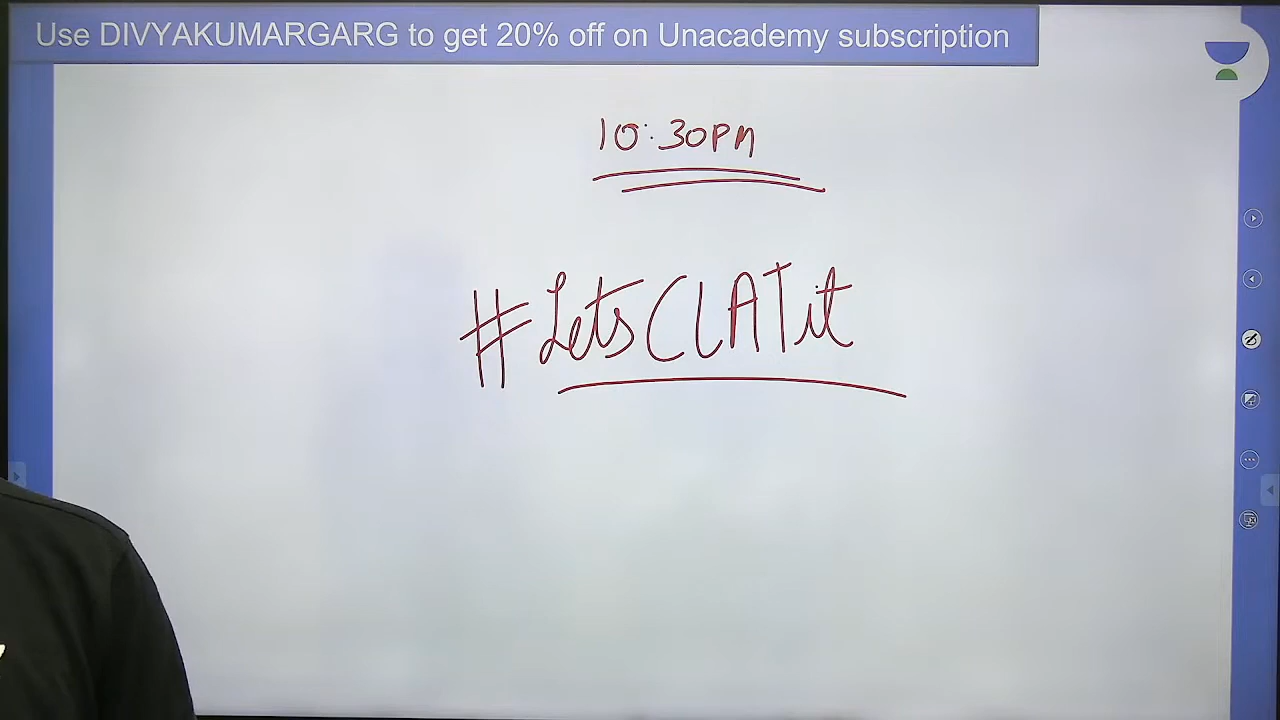 Use DIVYAKUMARGARG to get 20% off on Unacademy subscription
10:30PM
#LetsCLATit